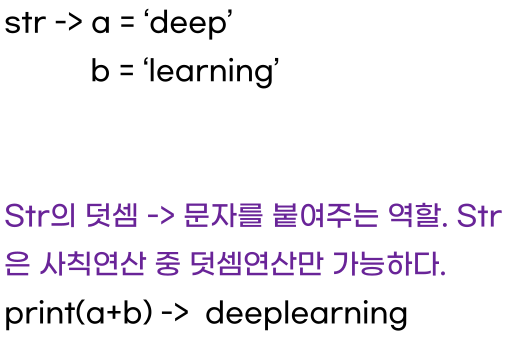 str -> a = ‘deep’
b = ‘learning’
Str의 덧셈 -> 문자를 붙여주는 역할. Str
은 사칙연산 중 덧셈연산만 가능하다.
print(a+b) -> deeplearning